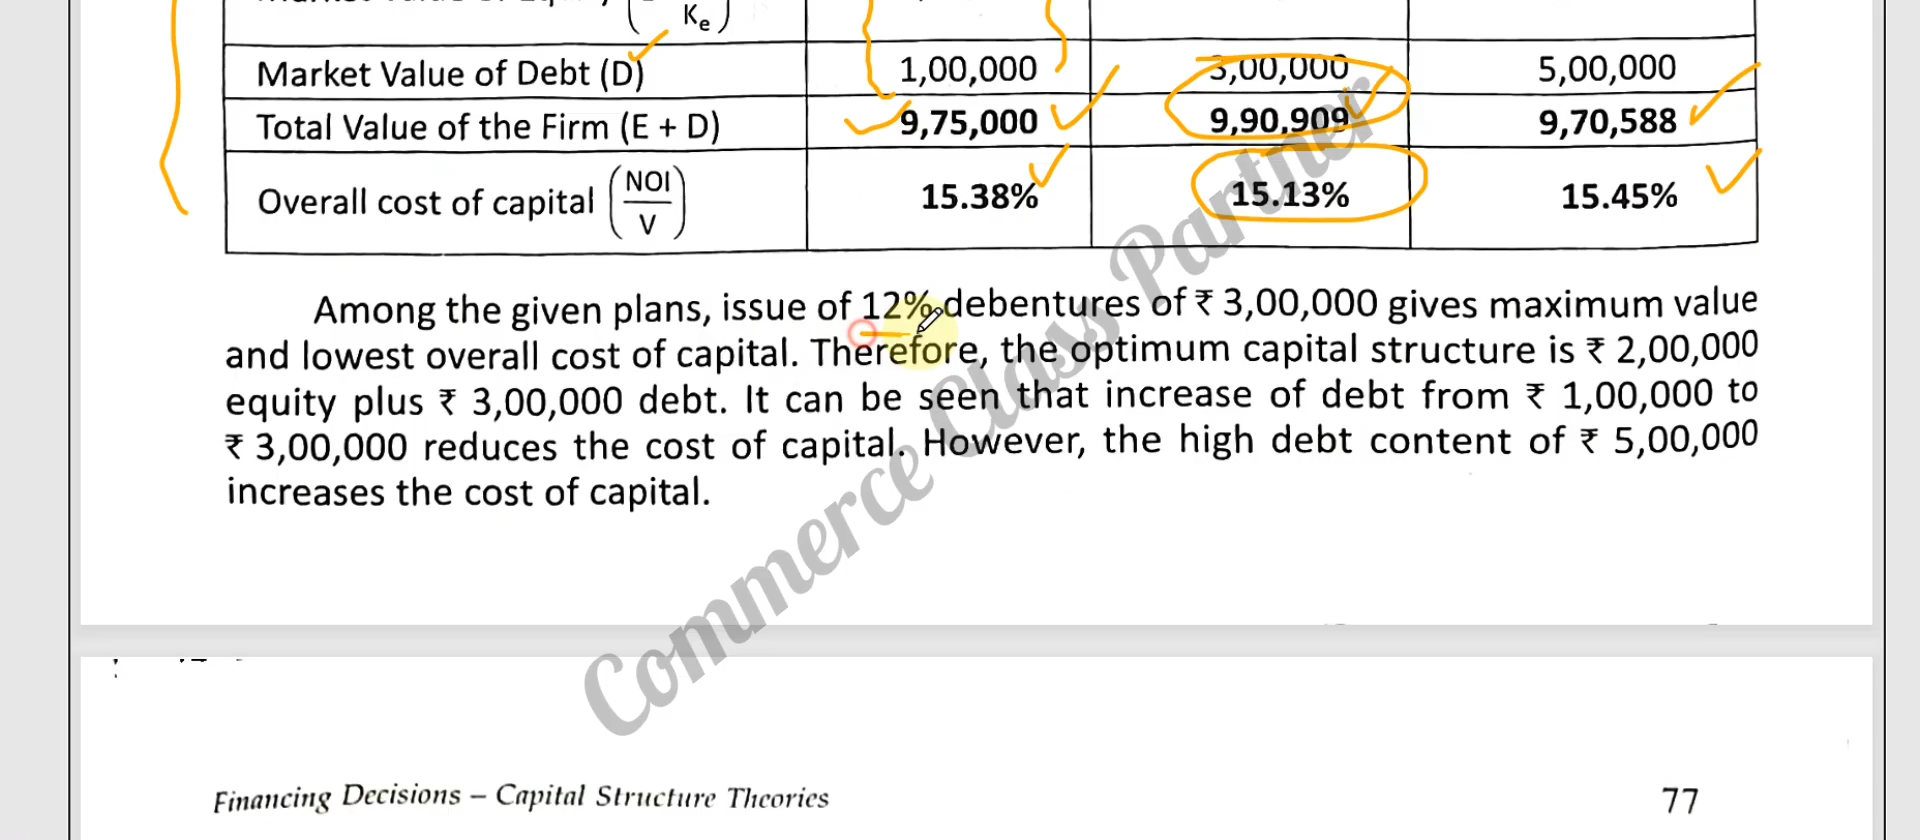 Kₑ
Market Value of Debt (D) 1,00,000 3,00,000 5,00,000
Total Value of the Firm (E + D) 9,75,000 9,90,909 9,70,588
Overall cost of capital (NOI/V) 15.38% 15.13% 15.45%
Among the given plans, issue of 12% debentures of ₹ 3,00,000 gives maximum value
and lowest overall cost of capital. Therefore, the optimum capital structure is ₹ 2,00,000
equity plus ₹ 3,00,000 debt. It can be seen that increase of debt from ₹ 1,00,000 to
₹ 3,00,000 reduces the cost of capital. However, the high debt content of ₹ 5,00,000
increases the cost of capital.
Commerce Class Partner
Financing Decisions – Capital Structure Theories 77